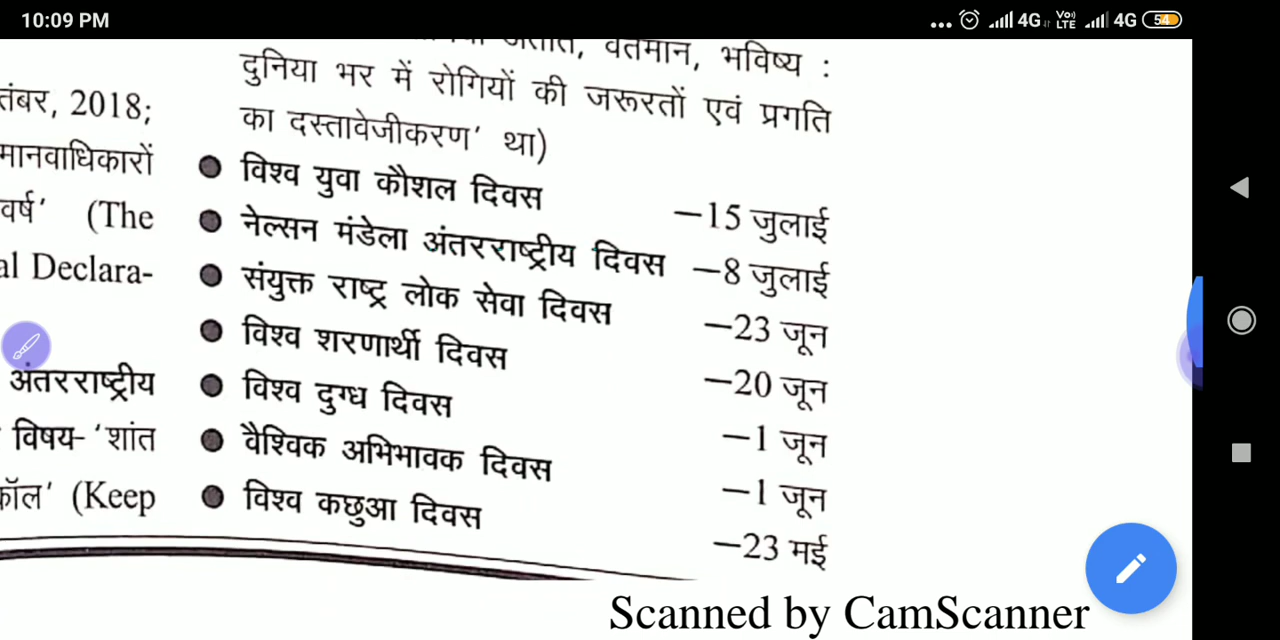 10:09 PM
... 4G Vo) LTE 4G 54
अतीत, वर्तमान, भविष्य :
दुनिया भर में रोगियों की जरूरतों एवं प्रगति
का दस्तावेजीकरण' था)
तंबर, 2018;
मानवाधिकारों
वर्ष' (The
al Declara-
अंतरराष्ट्रीय
विषय- 'शांत
कॉल' (Keep
● विश्व युवा कौशल दिवस –15 जुलाई
● नेल्सन मंडेला अंतरराष्ट्रीय दिवस –8 जुलाई
● संयुक्त राष्ट्र लोक सेवा दिवस –23 जून
● विश्व शरणार्थी दिवस –20 जून
● विश्व दुग्ध दिवस –1 जून
● वैश्विक अभिभावक दिवस –1 जून
● विश्व कछुआ दिवस –23 मई
Scanned by CamScanner